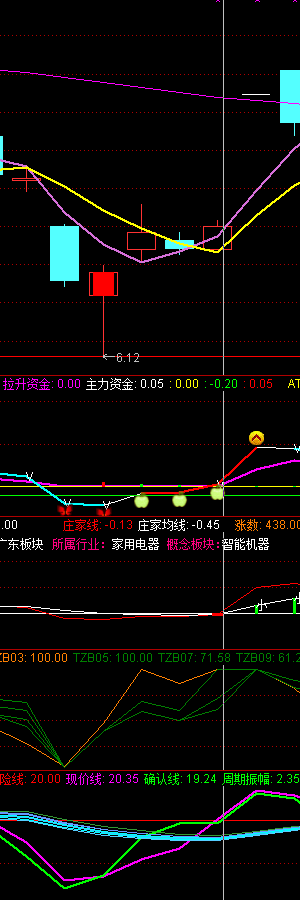 ←6.12
拉升资金: 0.00 主力资金: 0.05 : 0.00 : -0.20 : 0.05 AT
.00 庄家线: -0.13 庄家均线: -0.45 涨数: 438.00
广东板块 所属行业: 家用电器 概念板块:智能机器
TZB03: 100.00 TZB05: 100.00 TZB07: 71.58 TZB09: 61.2
险线: 20.00 现价线: 20.35 确认线: 19.24 周期振幅: 2.35